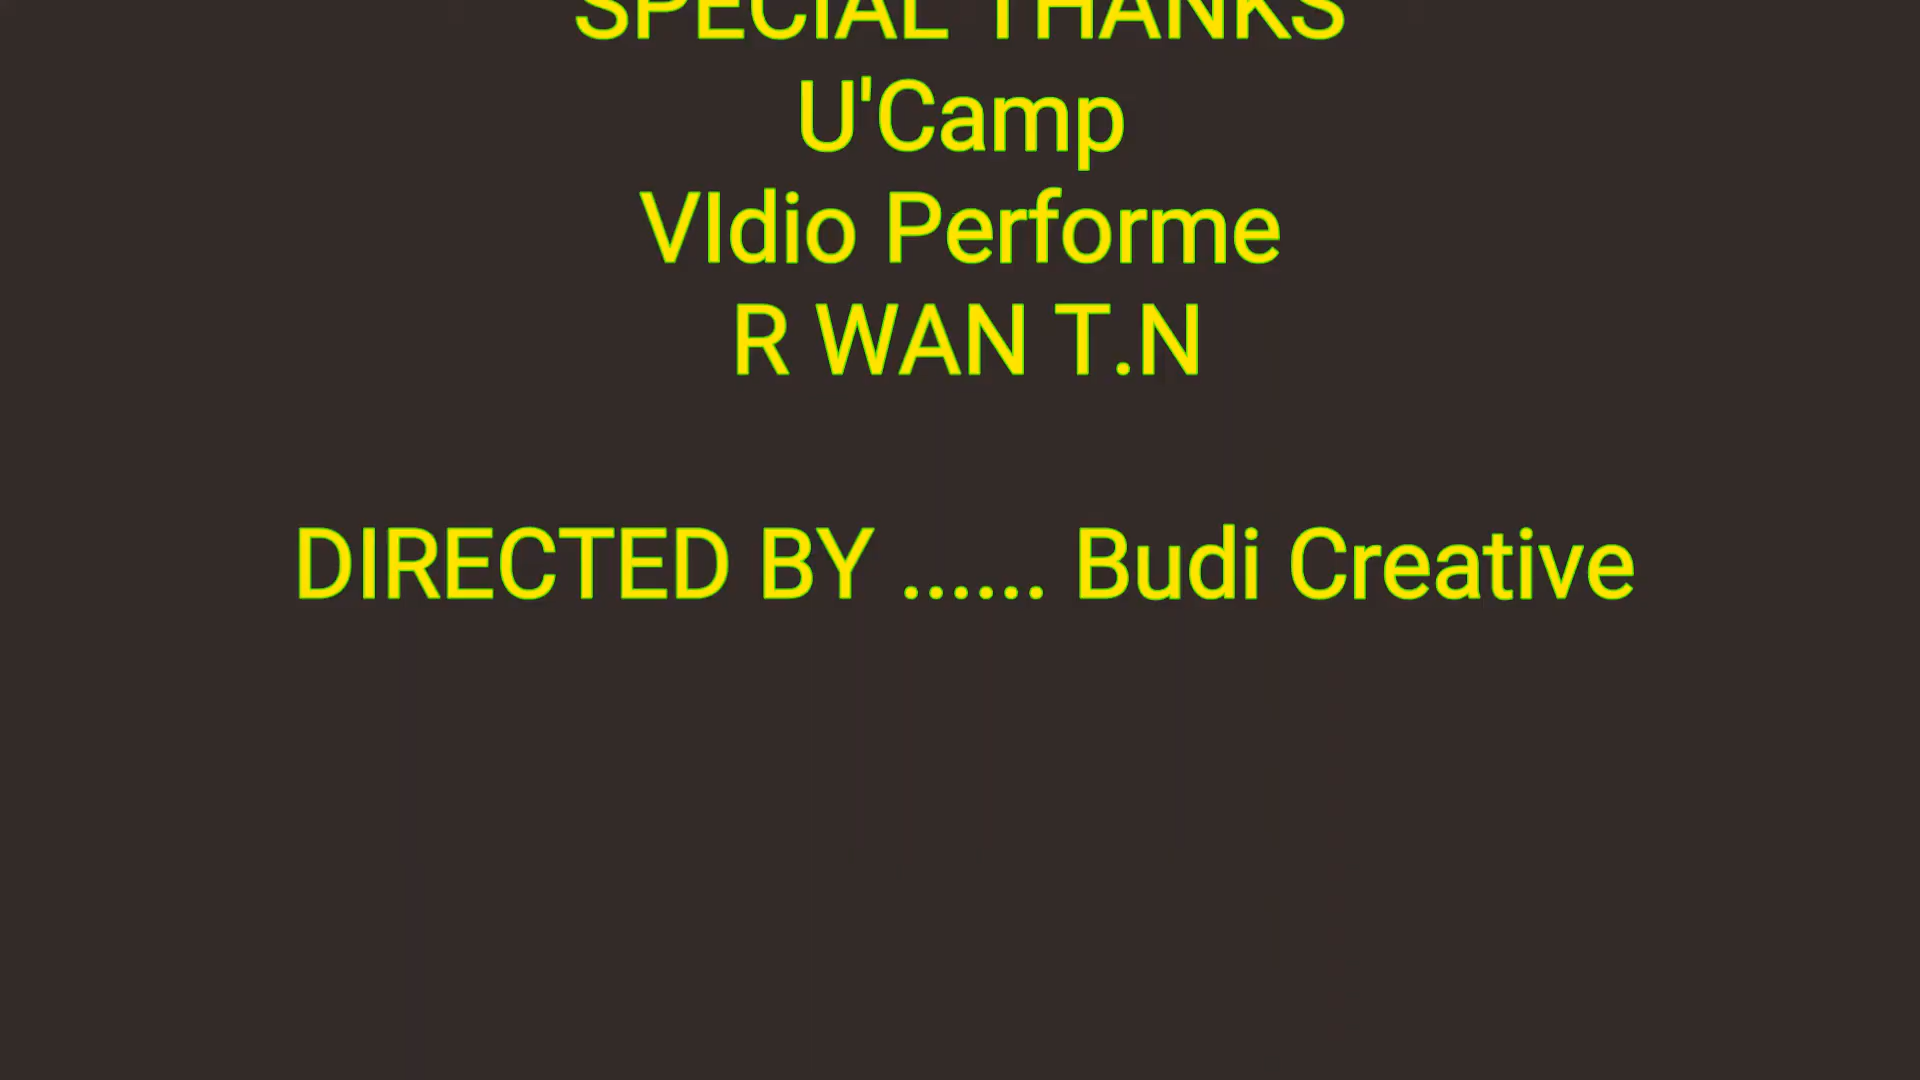 SPECIAL THANKS
U'Camp
VIdio Performe
R WAN T.N
DIRECTED BY ...... Budi Creative